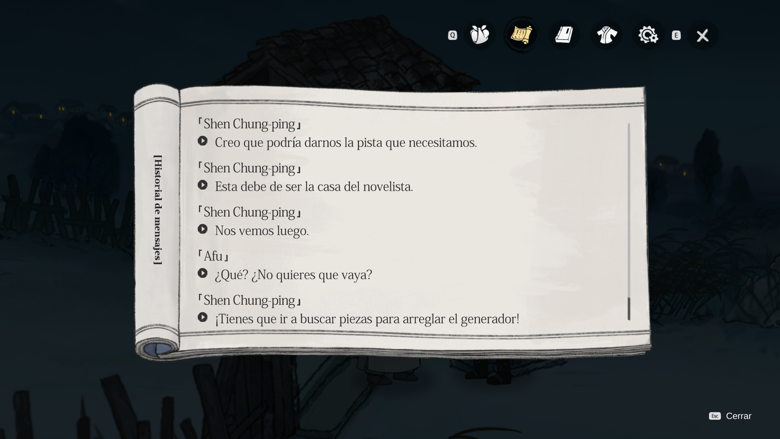 Q
E
[Historial de mensajes]
「Shen Chung-ping」
Creo que podría darnos la pista que necesitamos.
「Shen Chung-ping」
Esta debe de ser la casa del novelista.
「Shen Chung-ping」
Nos vemos luego.
「Afu」
¿Qué? ¿No quieres que vaya?
「Shen Chung-ping」
¡Tienes que ir a buscar piezas para arreglar el generador!
Esc Cerrar